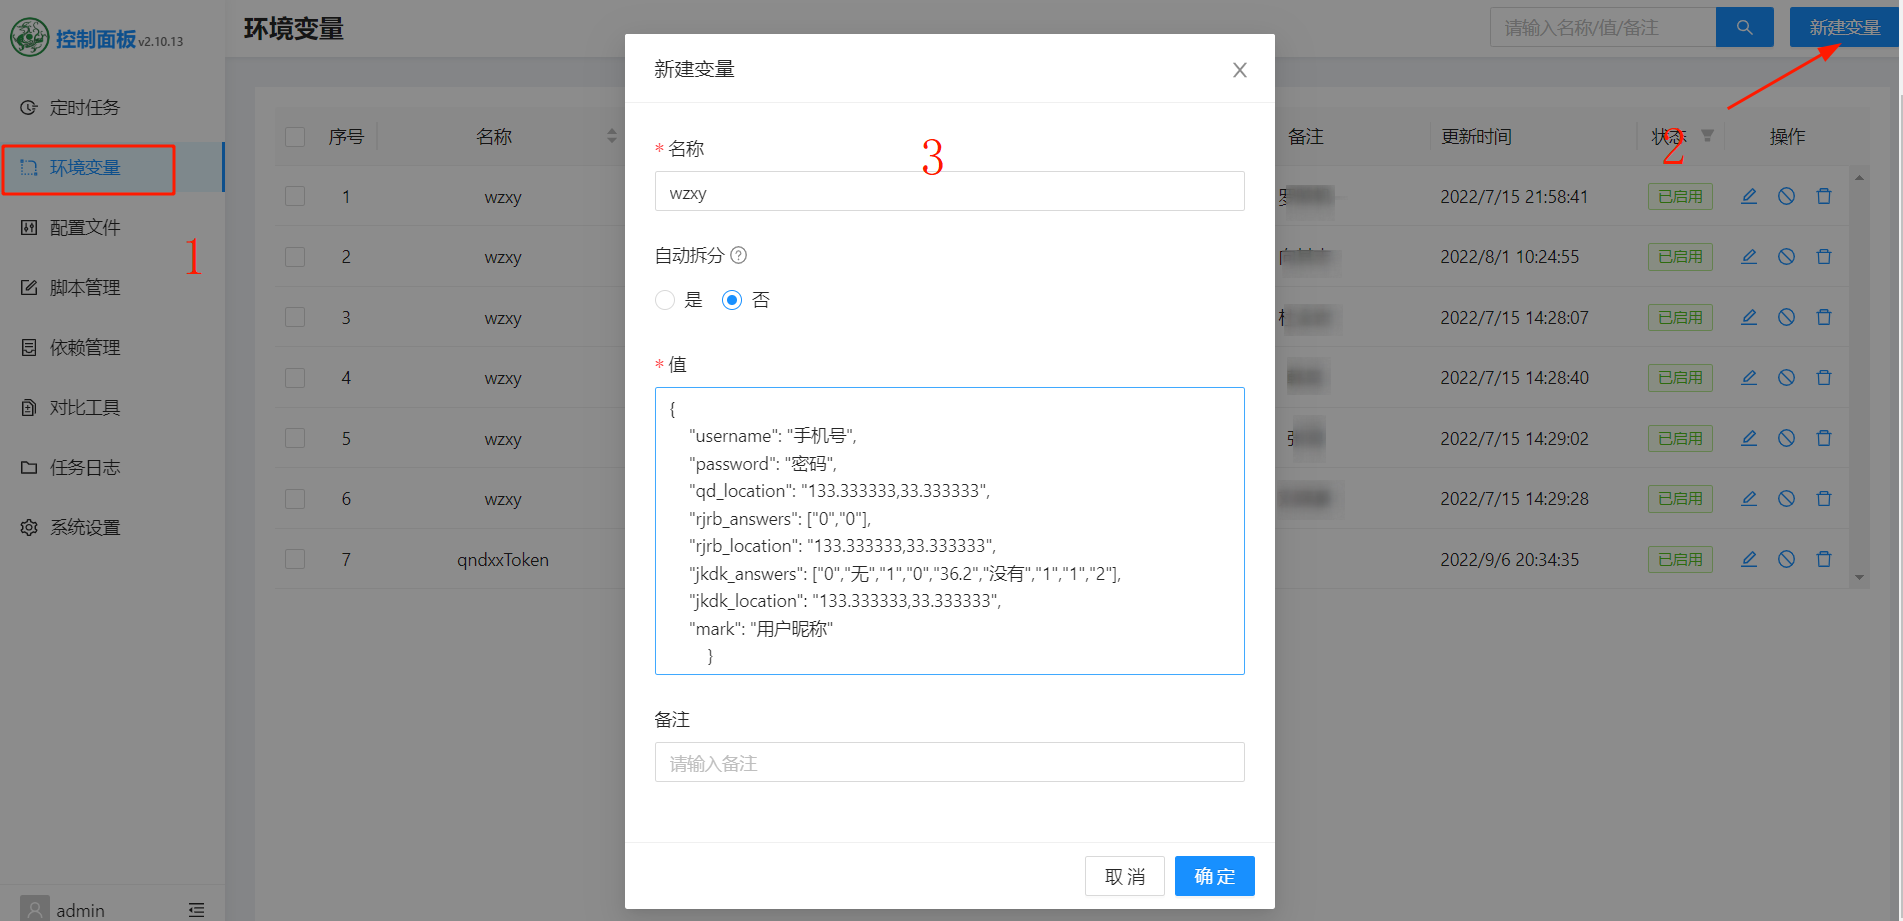 控制面板 v2.10.13
定时任务
环境变量
配置文件
脚本管理
依赖管理
对比工具
任务日志
系统设置
admin
1
环境变量
请输入名称/值/备注
新建变量
2
序号 名称 备注 更新时间 状态 操作
1 wzxy 2022/7/15 21:58:41 已启用
2 wzxy 2022/8/1 10:24:55 已启用
3 wzxy 2022/7/15 14:28:07 已启用
4 wzxy 2022/7/15 14:28:40 已启用
5 wzxy 2022/7/15 14:29:02 已启用
6 wzxy 2022/7/15 14:29:28 已启用
7 qndxxToken 2022/9/6 20:34:35 已启用
新建变量
3
* 名称
wzxy
自动拆分
是 否
* 值
{
"username": "手机号",
"password": "密码",
"qd_location": "133.333333,33.333333",
"rjrb_answers": ["0","0"],
"rjrb_location": "133.333333,33.333333",
"jkdk_answers": ["0","无","1","0","36.2","没有","1","1","2"],
"jkdk_location": "133.333333,33.333333",
"mark": "用户昵称"
}
备注
请输入备注
取消 确定